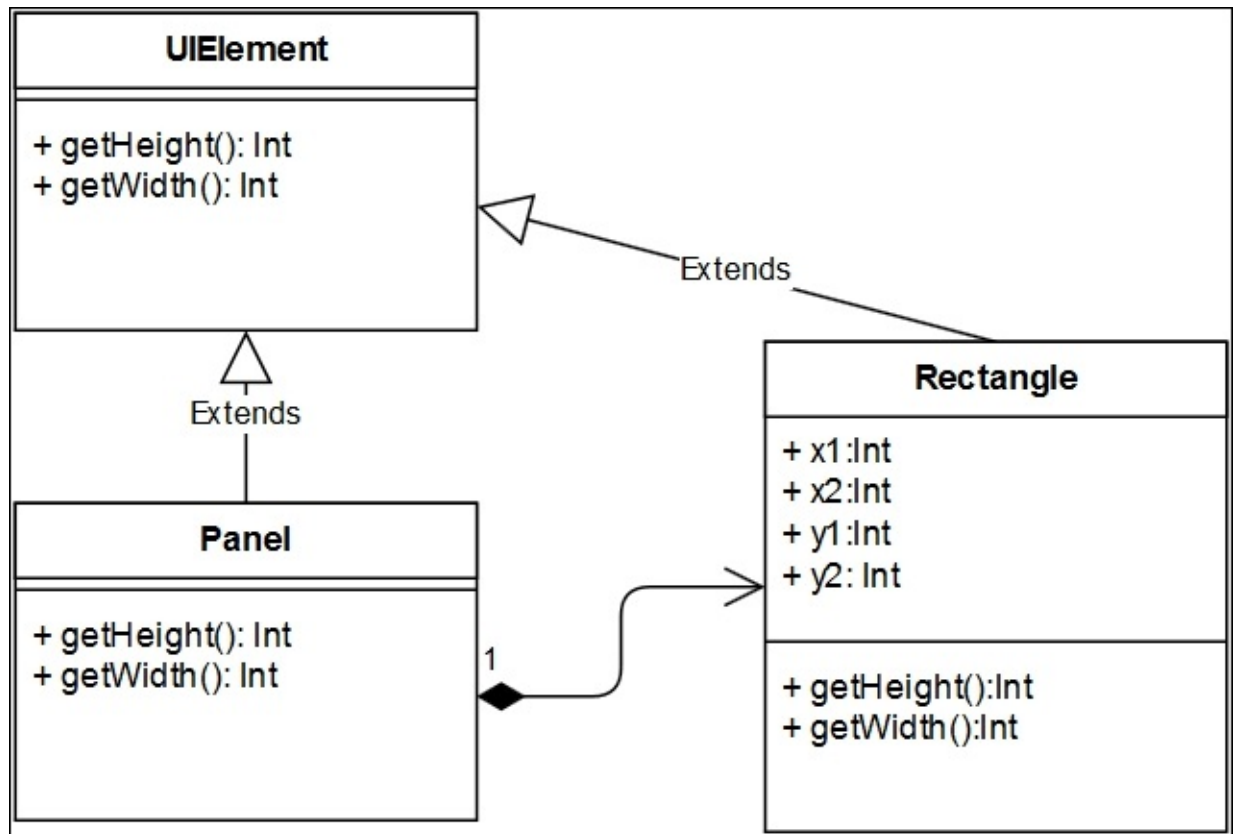 UIElement
+ getHeight(): Int
+ getWidth(): Int
Extends
Extends
Panel
+ getHeight(): Int
+ getWidth(): Int
1
Rectangle
+ x1:Int
+ x2:Int
+ y1:Int
+ y2: Int
+ getHeight():Int
+ getWidth():Int